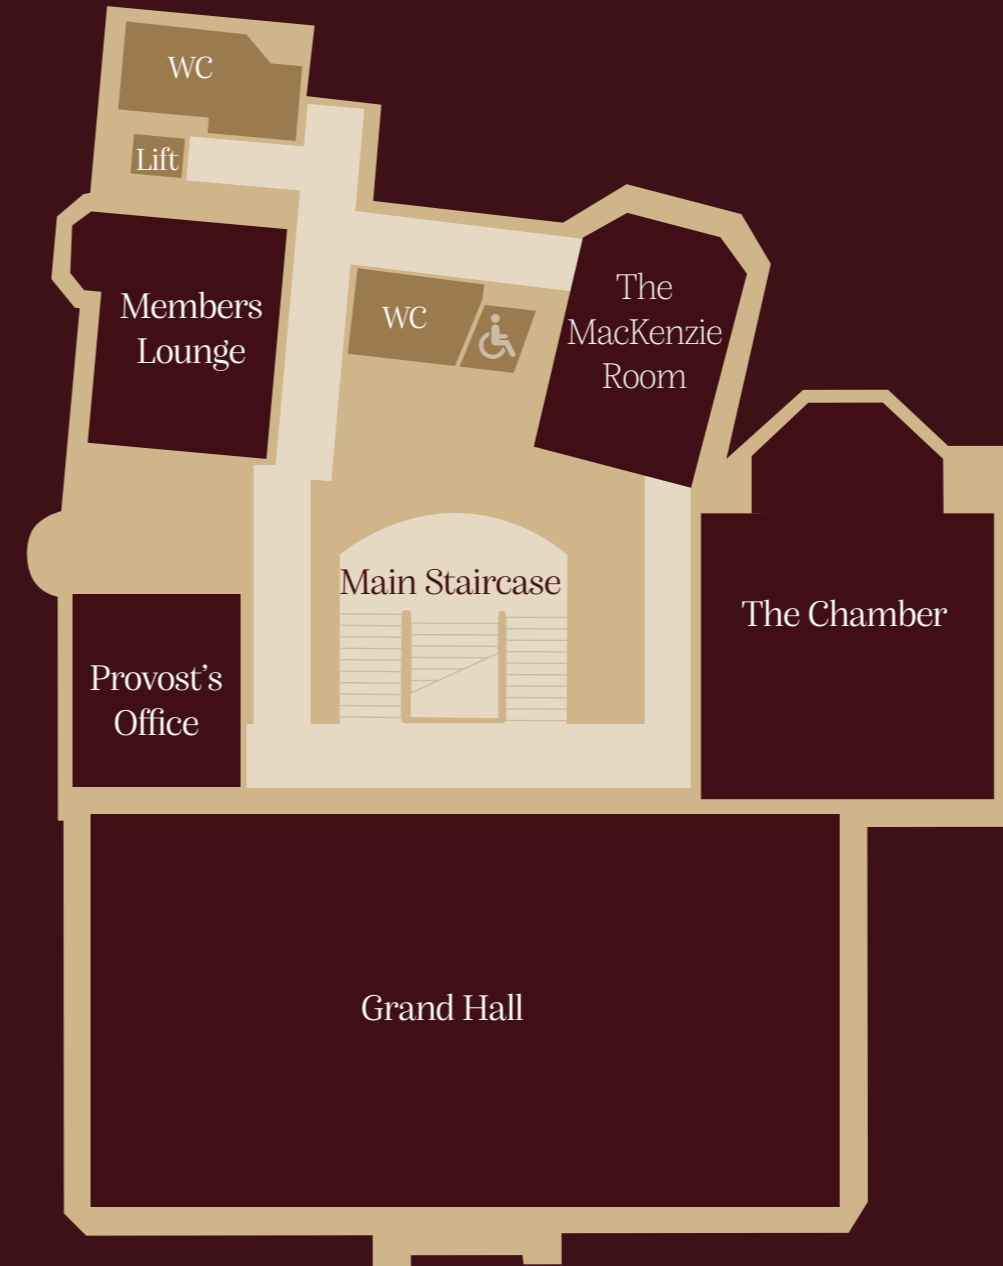 WC
Lift
Members
Lounge
WC
The
MacKenzie
Room
Main Staircase
The Chamber
Provost’s
Office
Grand Hall